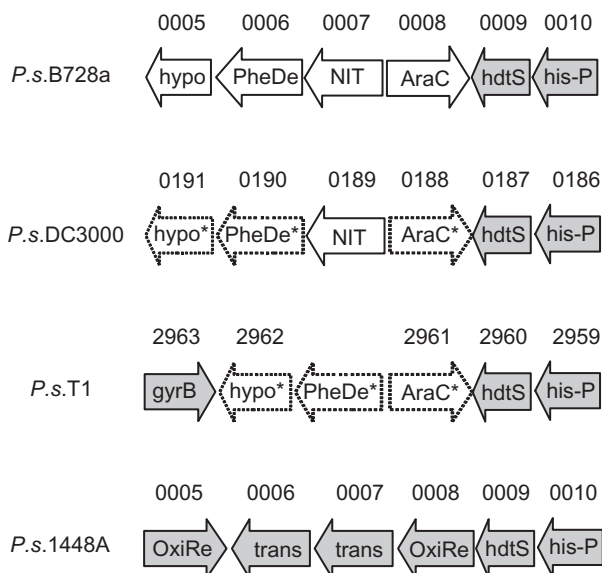 0005 0006 0007 0008 0009 0010
P.s.B728a hypo PheDe NIT AraC hdtS his-P
0191 0190 0189 0188 0187 0186
P.s.DC3000 hypo* PheDe* NIT AraC* hdtS his-P
2963 2962 2961 2960 2959
P.s.T1 gyrB hypo* PheDe* AraC* hdtS his-P
0005 0006 0007 0008 0009 0010
P.s.1448A OxiRe trans trans OxiRe hdtS his-P